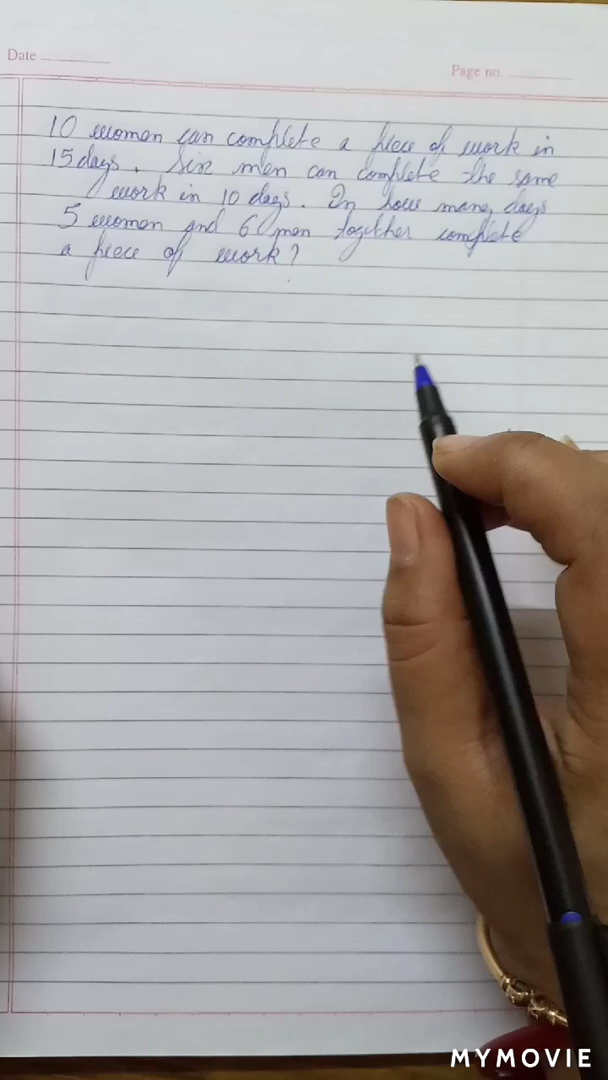 Date
Page no.
10 women can complete a piece of work in
15 days. Six men can complete the same
work in 10 days. In how many days
5 women and 6 men together complete
a piece of work?
MYMOVIE